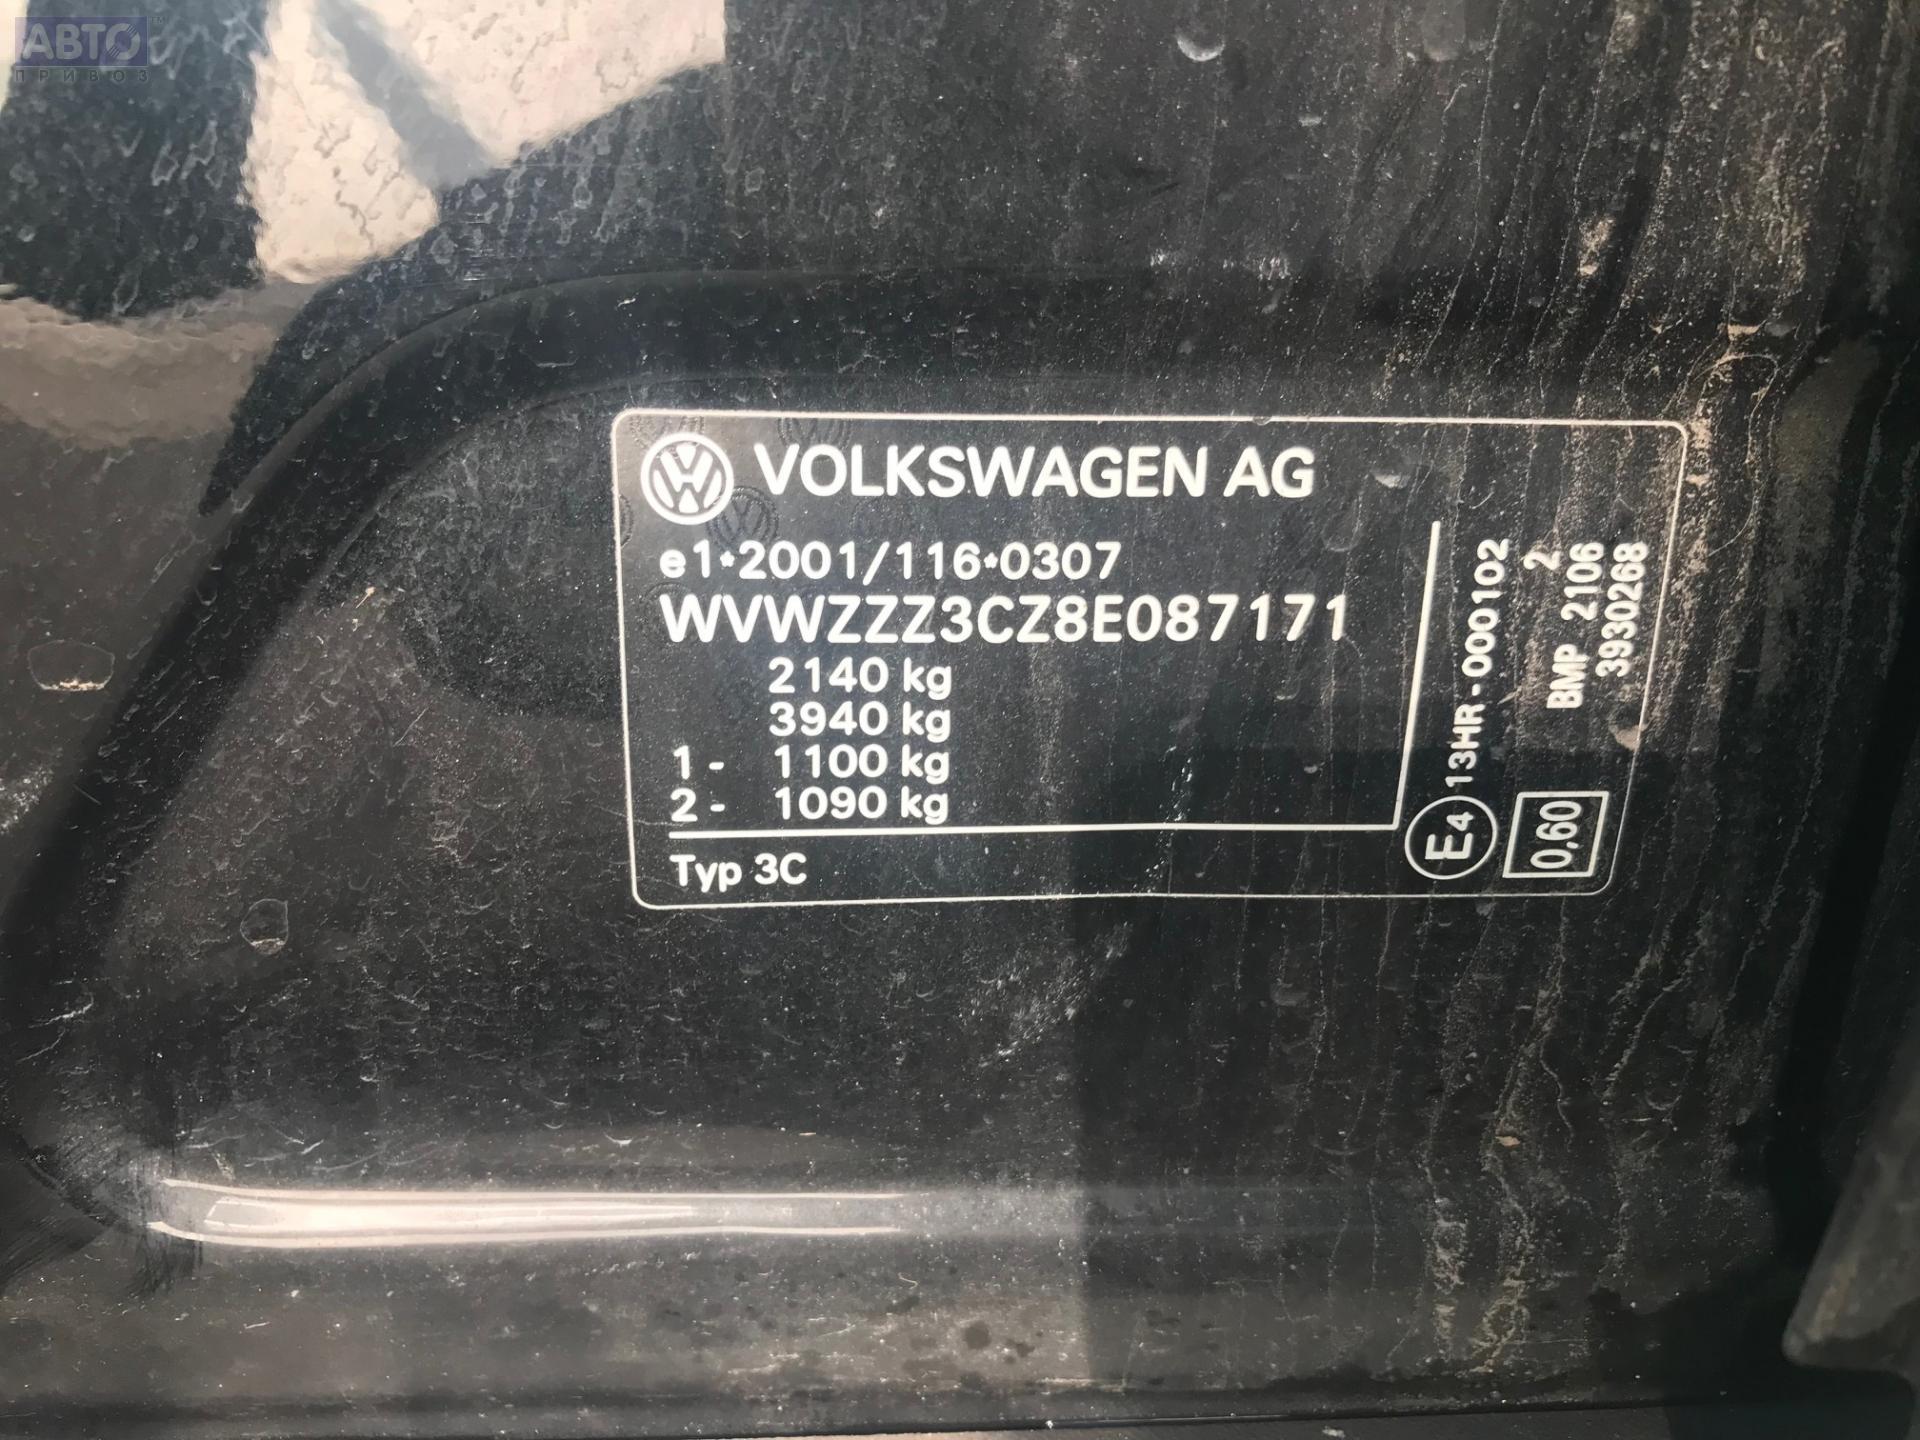 АВТО™
ПРИВОЗ
VOLKSWAGEN AG
e1*2001/116*0307
WVWZZZ3CZ8E087171
2140 kg
3940 kg
1- 1100 kg
2- 1090 kg
Typ 3C
E4 13HR-000102
2
BMP 2106
3930268
0,60